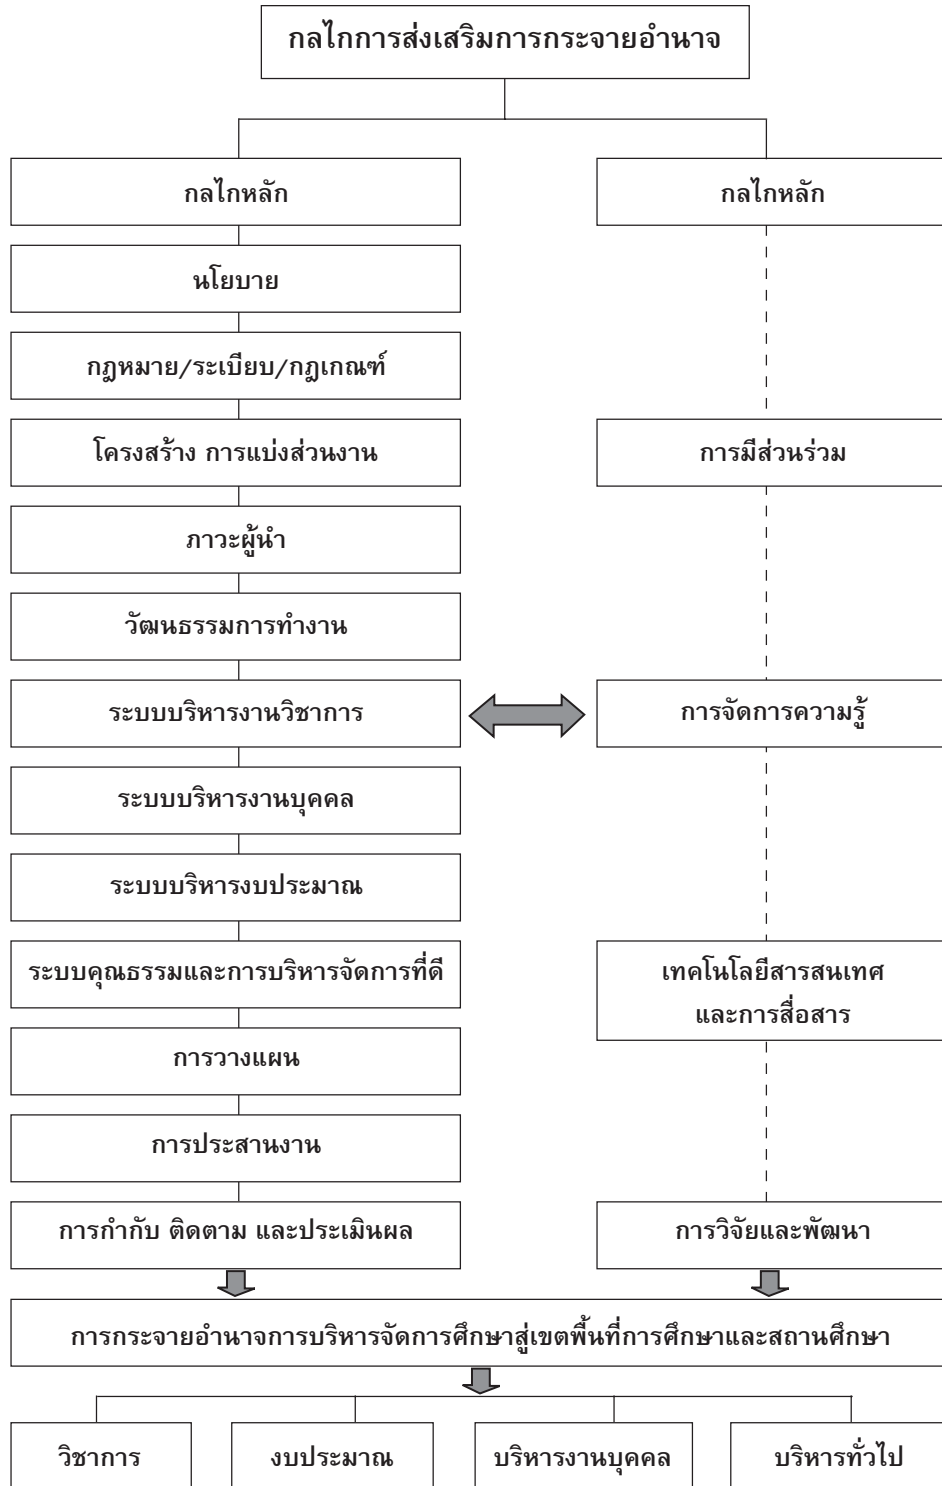 กลไกการส่งเสริมการกระจายอำนาจ
กลไกหลัก
นโยบาย
กฎหมาย/ระเบียบ/กฎเกณฑ์
โครงสร้าง การแบ่งส่วนงาน
ภาวะผู้นำ
วัฒนธรรมการทำงาน
ระบบบริหารงานวิชาการ
ระบบบริหารงานบุคคล
ระบบบริหารงบประมาณ
ระบบคุณธรรมและการบริหารจัดการที่ดี
การวางแผน
การประสานงาน
การกำกับ ติดตาม และประเมินผล
กลไกหลัก
การมีส่วนร่วม
การจัดการความรู้
เทคโนโลยีสารสนเทศ
และการสื่อสาร
การวิจัยและพัฒนา
การกระจายอำนาจการบริหารจัดการศึกษาสู่เขตพื้นที่การศึกษาและสถานศึกษา
วิชาการ
งบประมาณ
บริหารงานบุคคล
บริหารทั่วไป